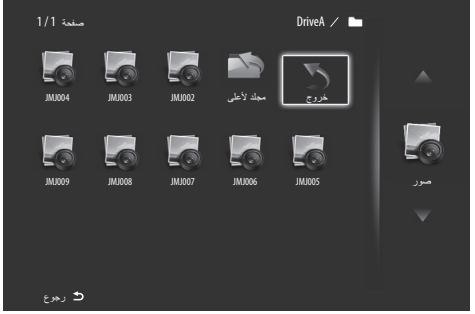 DriveA / صفحة 1/1
خروج مجلد لأعلى JMJ002 JMJ003 JMJ004
JMJ005 JMJ006 JMJ007 JMJ008 JMJ009
صور
رجوع